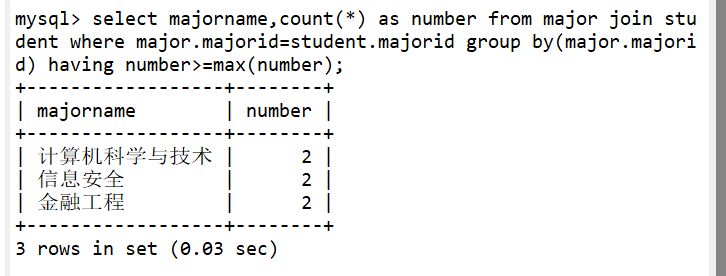 mysql> select majorname,count(*) as number from major join stu
dent where major.majorid=student.majorid group by(major.majori
d) having number>=max(number);
+------------------+--------+
| majorname        | number |
+------------------+--------+
| 计算机科学与技术 |      2 |
| 信息安全         |      2 |
| 金融工程         |      2 |
+------------------+--------+
3 rows in set (0.03 sec)